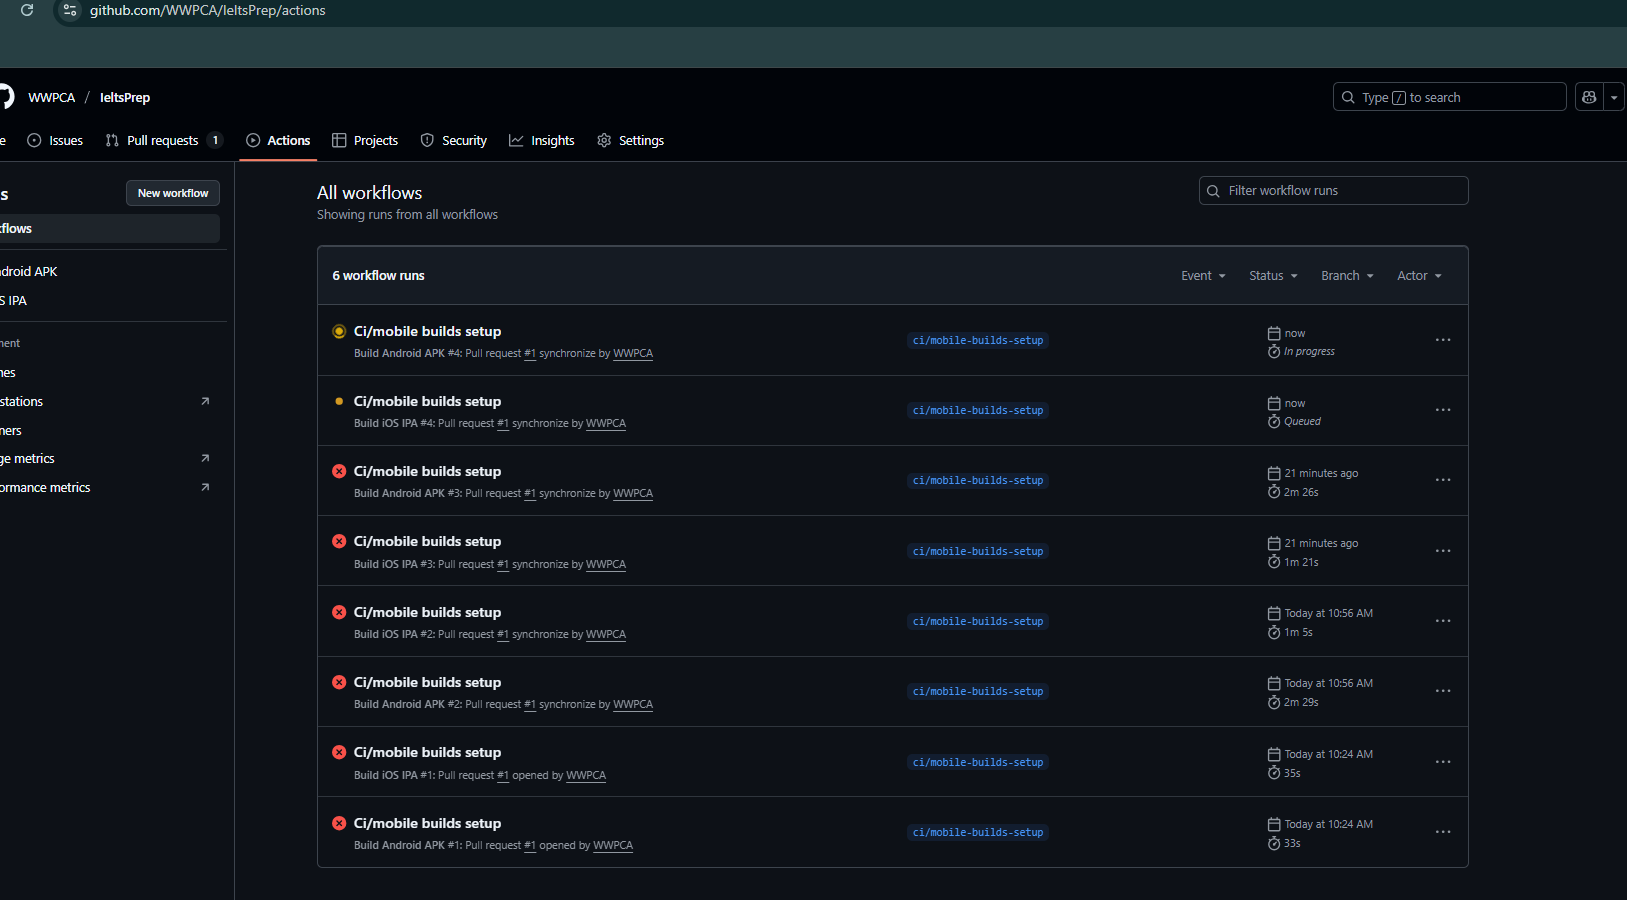 github.com/WWPCA/IeltsPrep/actions
WWPCA / IeltsPrep
Type / to search
e Issues Pull requests 1 Actions Projects Security Insights Settings
s New workflow
flows
droid APK
S IPA
ment
nes
stations
ners
ge metrics
ormance metrics
All workflows
Showing runs from all workflows
Filter workflow runs
6 workflow runs Event Status Branch Actor
Ci/mobile builds setup
Build Android APK #4: Pull request #1 synchronize by WWPCA
ci/mobile-builds-setup
now
In progress
Ci/mobile builds setup
Build iOS IPA #4: Pull request #1 synchronize by WWPCA
ci/mobile-builds-setup
now
Queued
Ci/mobile builds setup
Build Android APK #3: Pull request #1 synchronize by WWPCA
ci/mobile-builds-setup
21 minutes ago
2m 26s
Ci/mobile builds setup
Build iOS IPA #3: Pull request #1 synchronize by WWPCA
ci/mobile-builds-setup
21 minutes ago
1m 21s
Ci/mobile builds setup
Build iOS IPA #2: Pull request #1 synchronize by WWPCA
ci/mobile-builds-setup
Today at 10:56 AM
1m 5s
Ci/mobile builds setup
Build Android APK #2: Pull request #1 synchronize by WWPCA
ci/mobile-builds-setup
Today at 10:56 AM
2m 29s
Ci/mobile builds setup
Build iOS IPA #1: Pull request #1 opened by WWPCA
ci/mobile-builds-setup
Today at 10:24 AM
35s
Ci/mobile builds setup
Build Android APK #1: Pull request #1 opened by WWPCA
ci/mobile-builds-setup
Today at 10:24 AM
33s